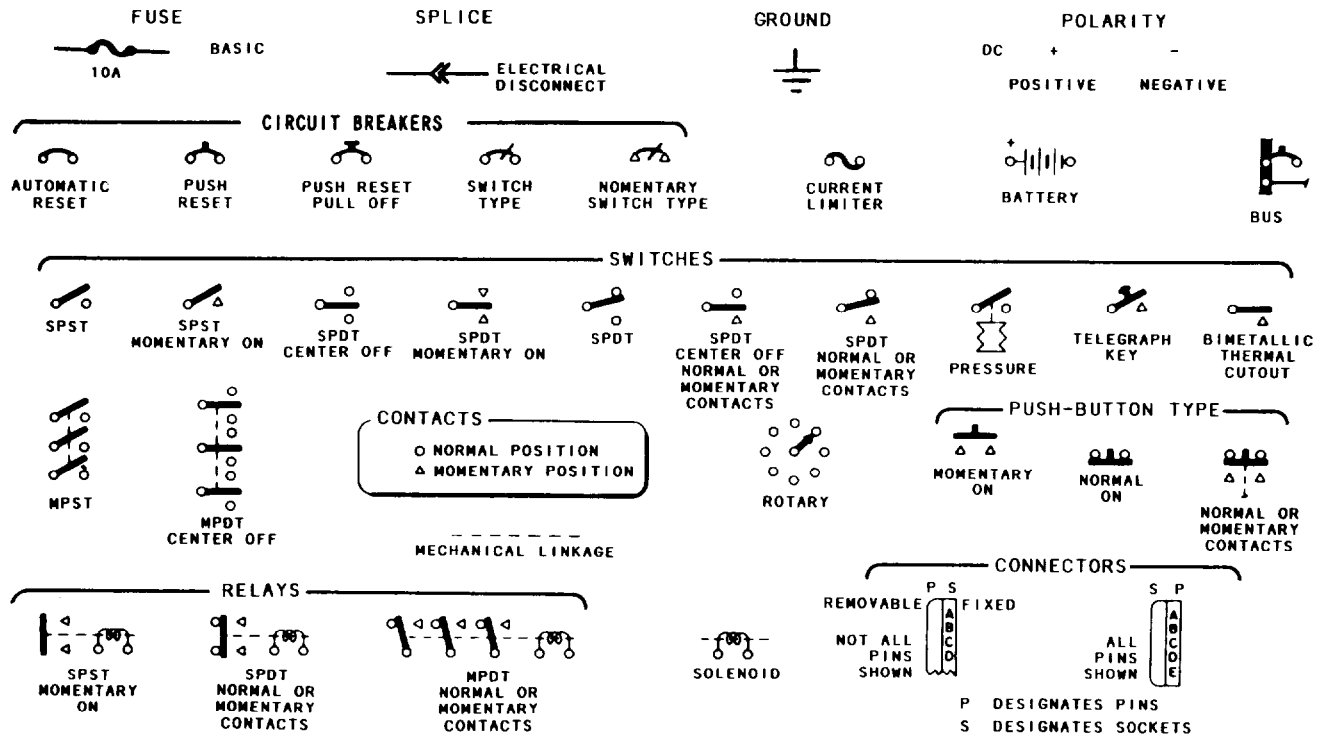 FUSE
SPLICE
GROUND
POLARITY
BASIC
10A
ELECTRICAL
DISCONNECT
DC + -
POSITIVE NEGATIVE
CIRCUIT BREAKERS
AUTOMATIC
RESET
PUSH
RESET
PUSH RESET
PULL OFF
SWITCH
TYPE
NOMENTARY
SWITCH TYPE
CURRENT
LIMITER
+
BATTERY
BUS
SWITCHES
SPST
SPST
MOMENTARY ON
SPDT
CENTER OFF
SPDT
MOMENTARY ON
SPDT
SPDT
CENTER OFF
NORMAL OR
MOMENTARY
CONTACTS
SPDT
NORMAL OR
MOMENTARY
CONTACTS
PRESSURE
TELEGRAPH
KEY
BIMETALLIC
THERMAL
CUTOUT
MPST
MPDT
CENTER OFF
CONTACTS
NORMAL POSITION
MOMENTARY POSITION
MECHANICAL LINKAGE
ROTARY
PUSH-BUTTON TYPE
MOMENTARY
ON
NORMAL
ON
NORMAL OR
MOMENTARY
CONTACTS
RELAYS
SPST
MOMENTARY
ON
SPDT
NORMAL OR
MOMENTARY
CONTACTS
MPDT
NORMAL OR
MOMENTARY
CONTACTS
SOLENOID
CONNECTORS
P S
REMOVABLE FIXED
A
B
C
D
NOT ALL
PINS
SHOWN
S P
A
B
C
D
E
ALL
PINS
SHOWN
P DESIGNATES PINS
S DESIGNATES SOCKETS